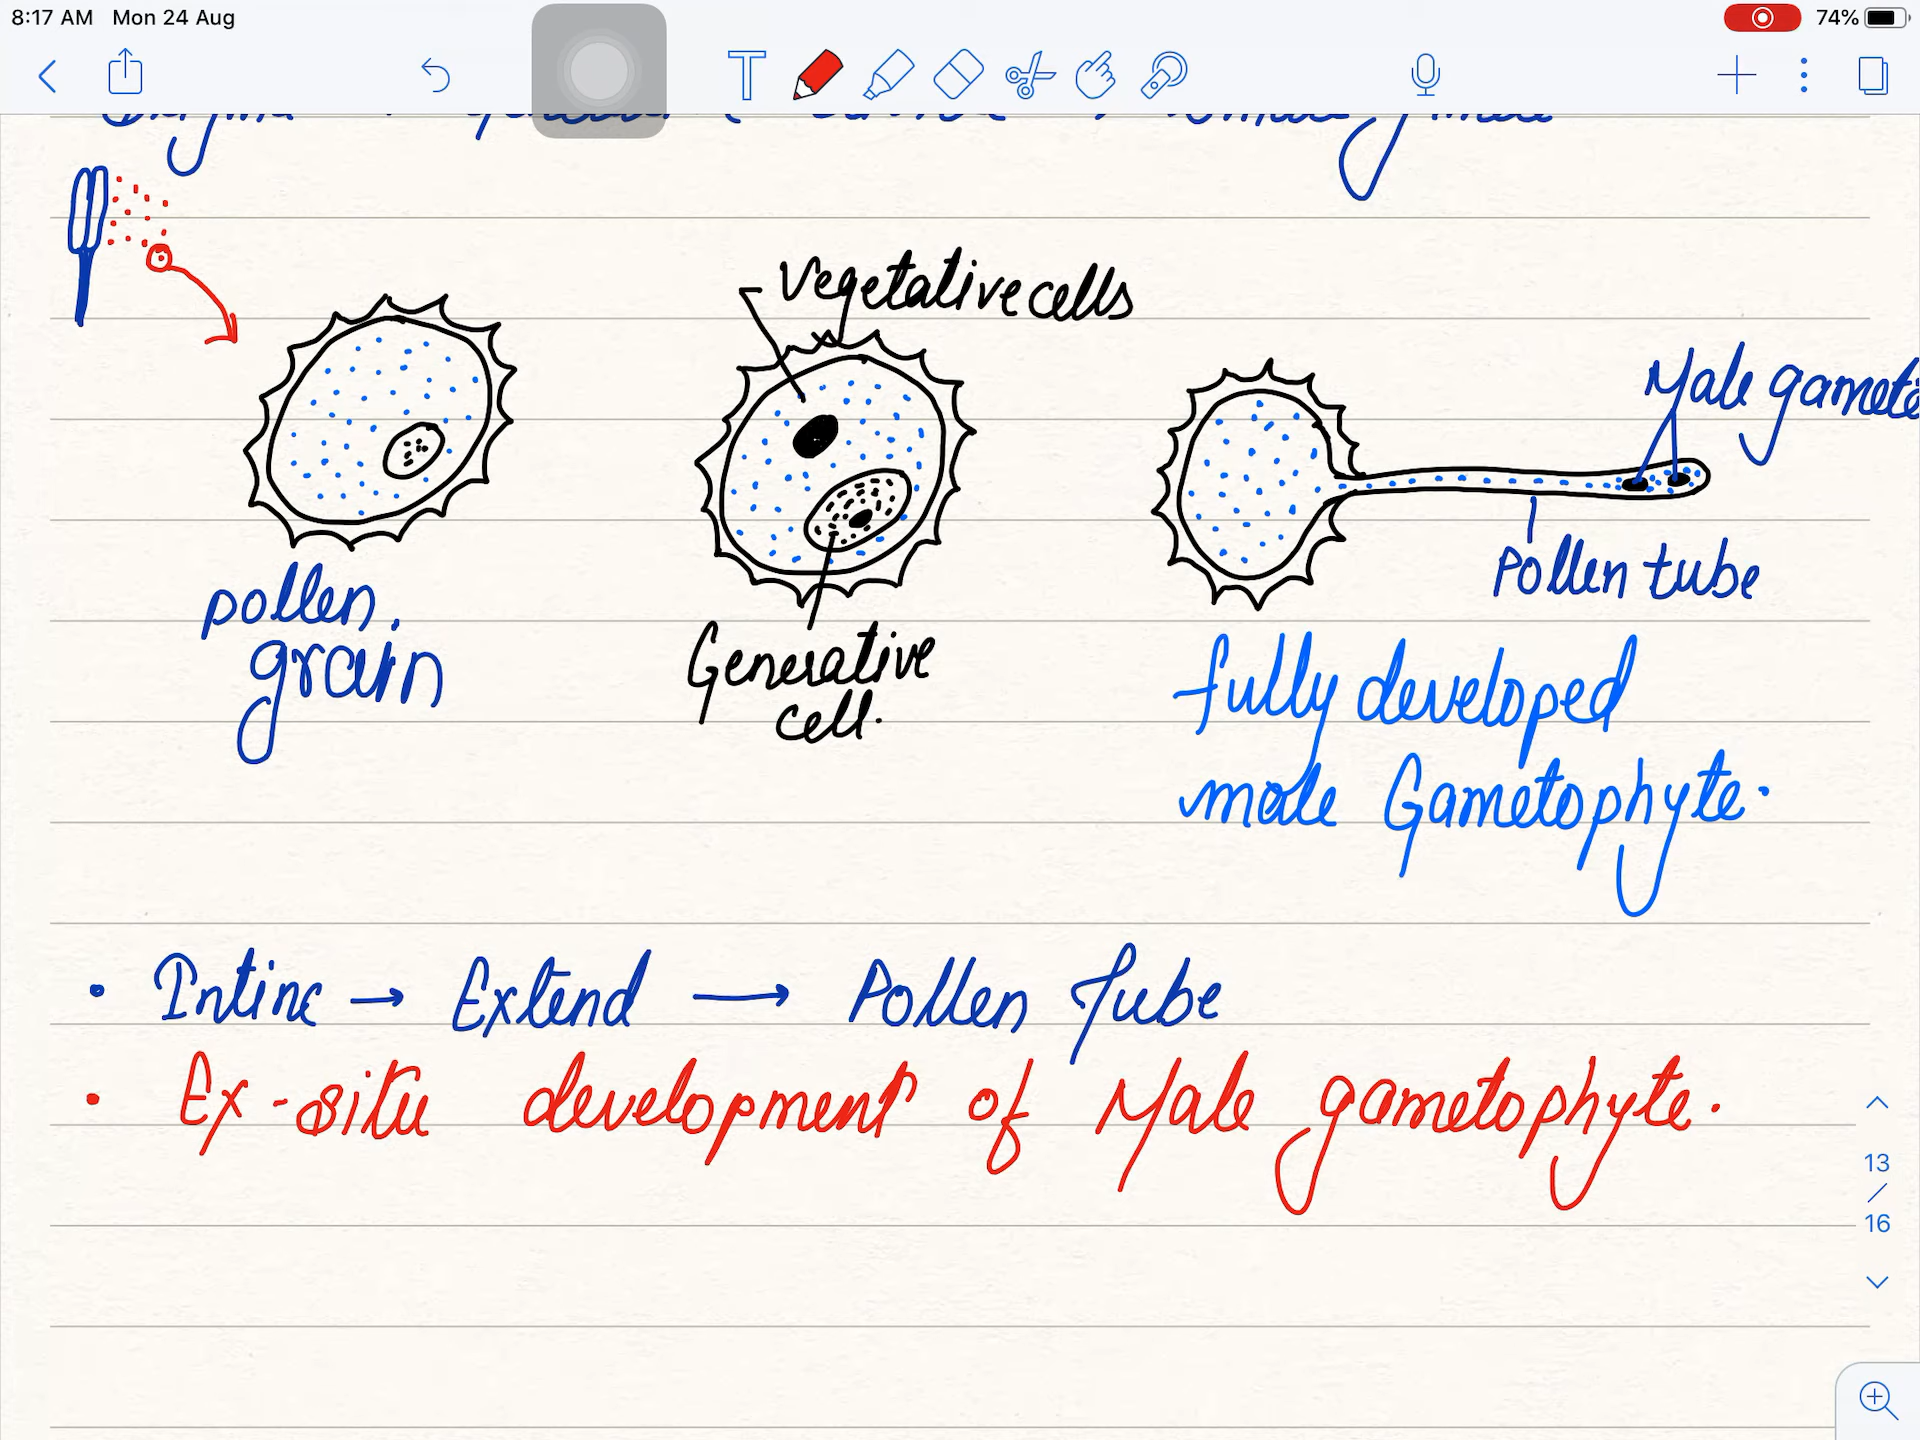 8:17 AM Mon 24 Aug
74%
T
Vegetative cells
Male gamete
Pollen tube
pollen
grain
Generative
cell.
fully developed
male Gametophyte.
• Intine → Extend → Pollen Tube
• Ex-situ development of Male gametophyte.
13
/
16